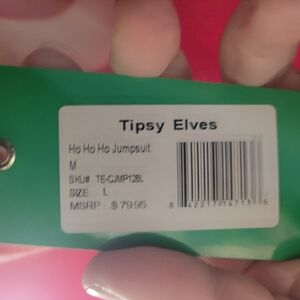 Tipsy Elves
Ho Ho Ho Jumpsuit
M
SKU# TE-CJMP12BL
SIZE: L
MSRP $ 79.95